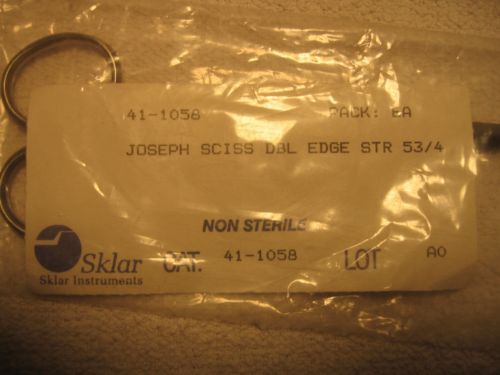 41-1058 PACK: EA
JOSEPH SCISS DBL EDGE STR 53/4
NON STERILE
Sklar CAT. 41-1058 LOT A0
Sklar Instruments